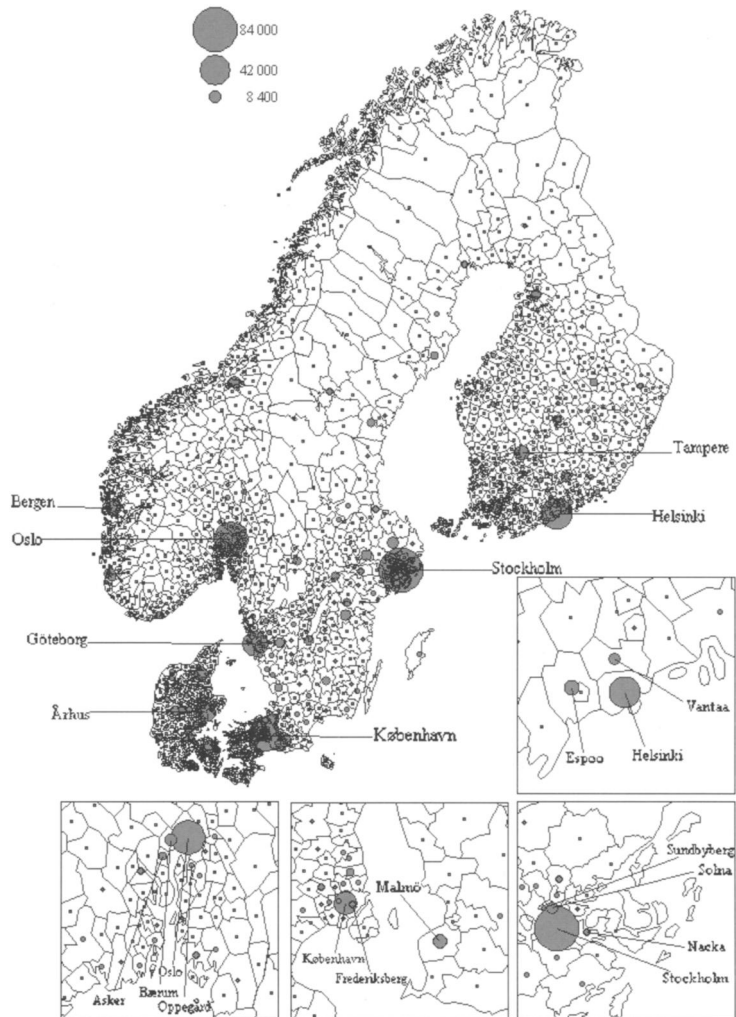 84 000
42 000
8 400
Tampere
Bergen
Helsinki
Oslo
Stockholm
Göteborg
Århus
København
Vantaa
Espoo
Helsinki
Sundbyberg
Solna
Malmö
København
Nacka
Frederiksberg
Stockholm
Oslo
Asker
Bærum
Oppegård